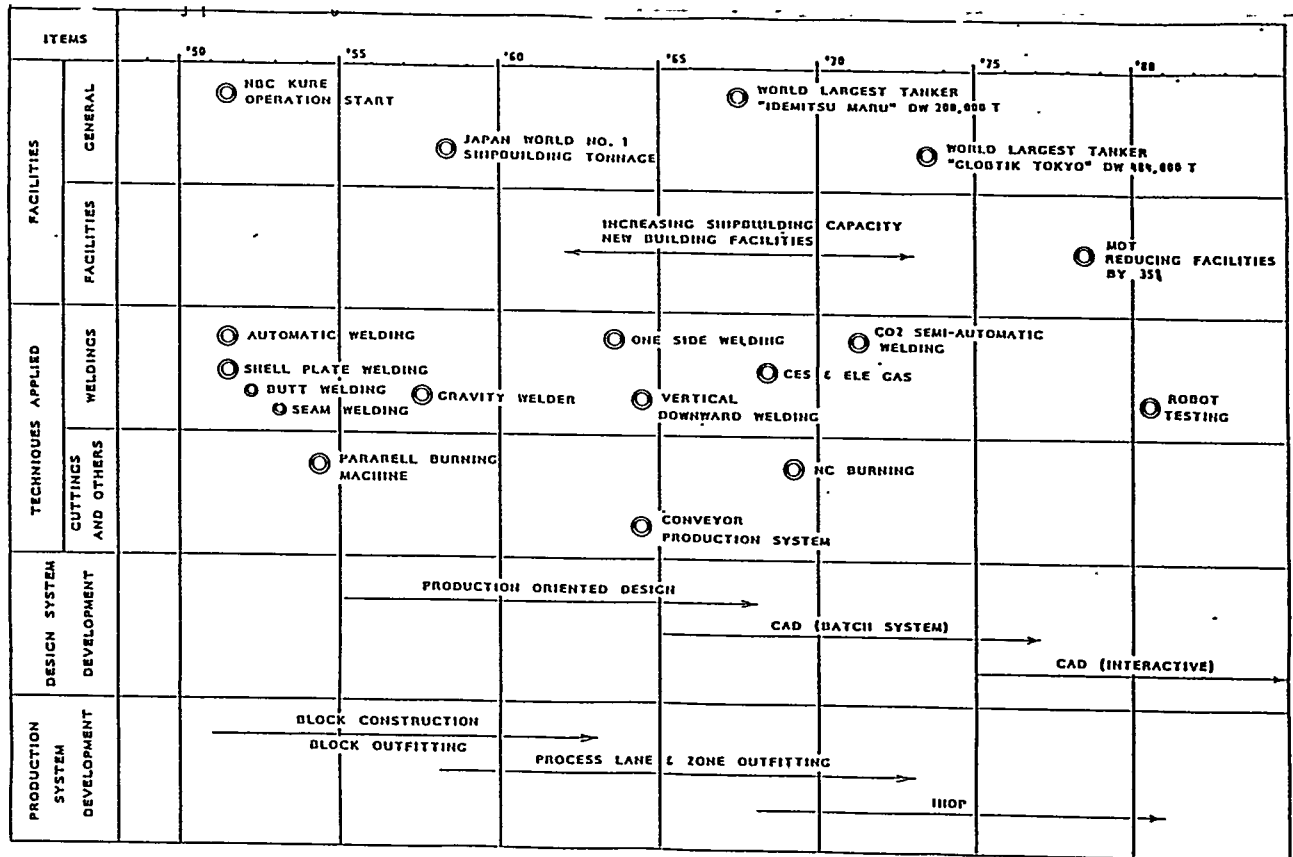 ITEMS
'50
'55
'60
'65
'70
'75
'80
FACILITIES
GENERAL
NBC KURE
OPERATION START
JAPAN WORLD NO. 1
SHIPBUILDING TONNAGE
WORLD LARGEST TANKER
"IDEMITSU MARU" DW 200,000 T
WORLD LARGEST TANKER
"GLOBTIK TOKYO" DW 484,000 T
FACILITIES
INCREASING SHIPBUILDING CAPACITY
NEW BUILDING FACILITIES
MOT
REDUCING FACILITIES
BY 35%
TECHNIQUES APPLIED
WELDINGS
AUTOMATIC WELDING
SHELL PLATE WELDING
BUTT WELDING
SEAM WELDING
GRAVITY WELDER
ONE SIDE WELDING
VERTICAL
DOWNWARD WELDING
CES & ELE GAS
CO2 SEMI-AUTOMATIC
WELDING
ROBOT
TESTING
CUTTINGS
AND OTHERS
PARARELL BURNING
MACHINE
NC BURNING
CONVEYOR
PRODUCTION SYSTEM
DESIGN SYSTEM
DEVELOPMENT
PRODUCTION ORIENTED DESIGN
CAD (BATCH SYSTEM)
CAD (INTERACTIVE)
PRODUCTION
SYSTEM
DEVELOPMENT
BLOCK CONSTRUCTION
BLOCK OUTFITTING
PROCESS LANE & ZONE OUTFITTING